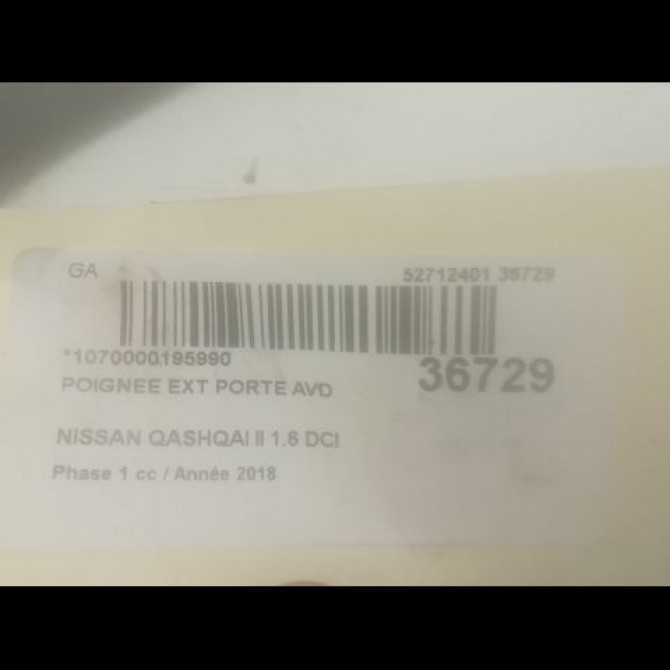 GA 52712401 36729
*1070000195990
36729
POIGNEE EXT PORTE AVD
NISSAN QASHQAI II 1.6 DCI
Phase 1 cc / Année 2018